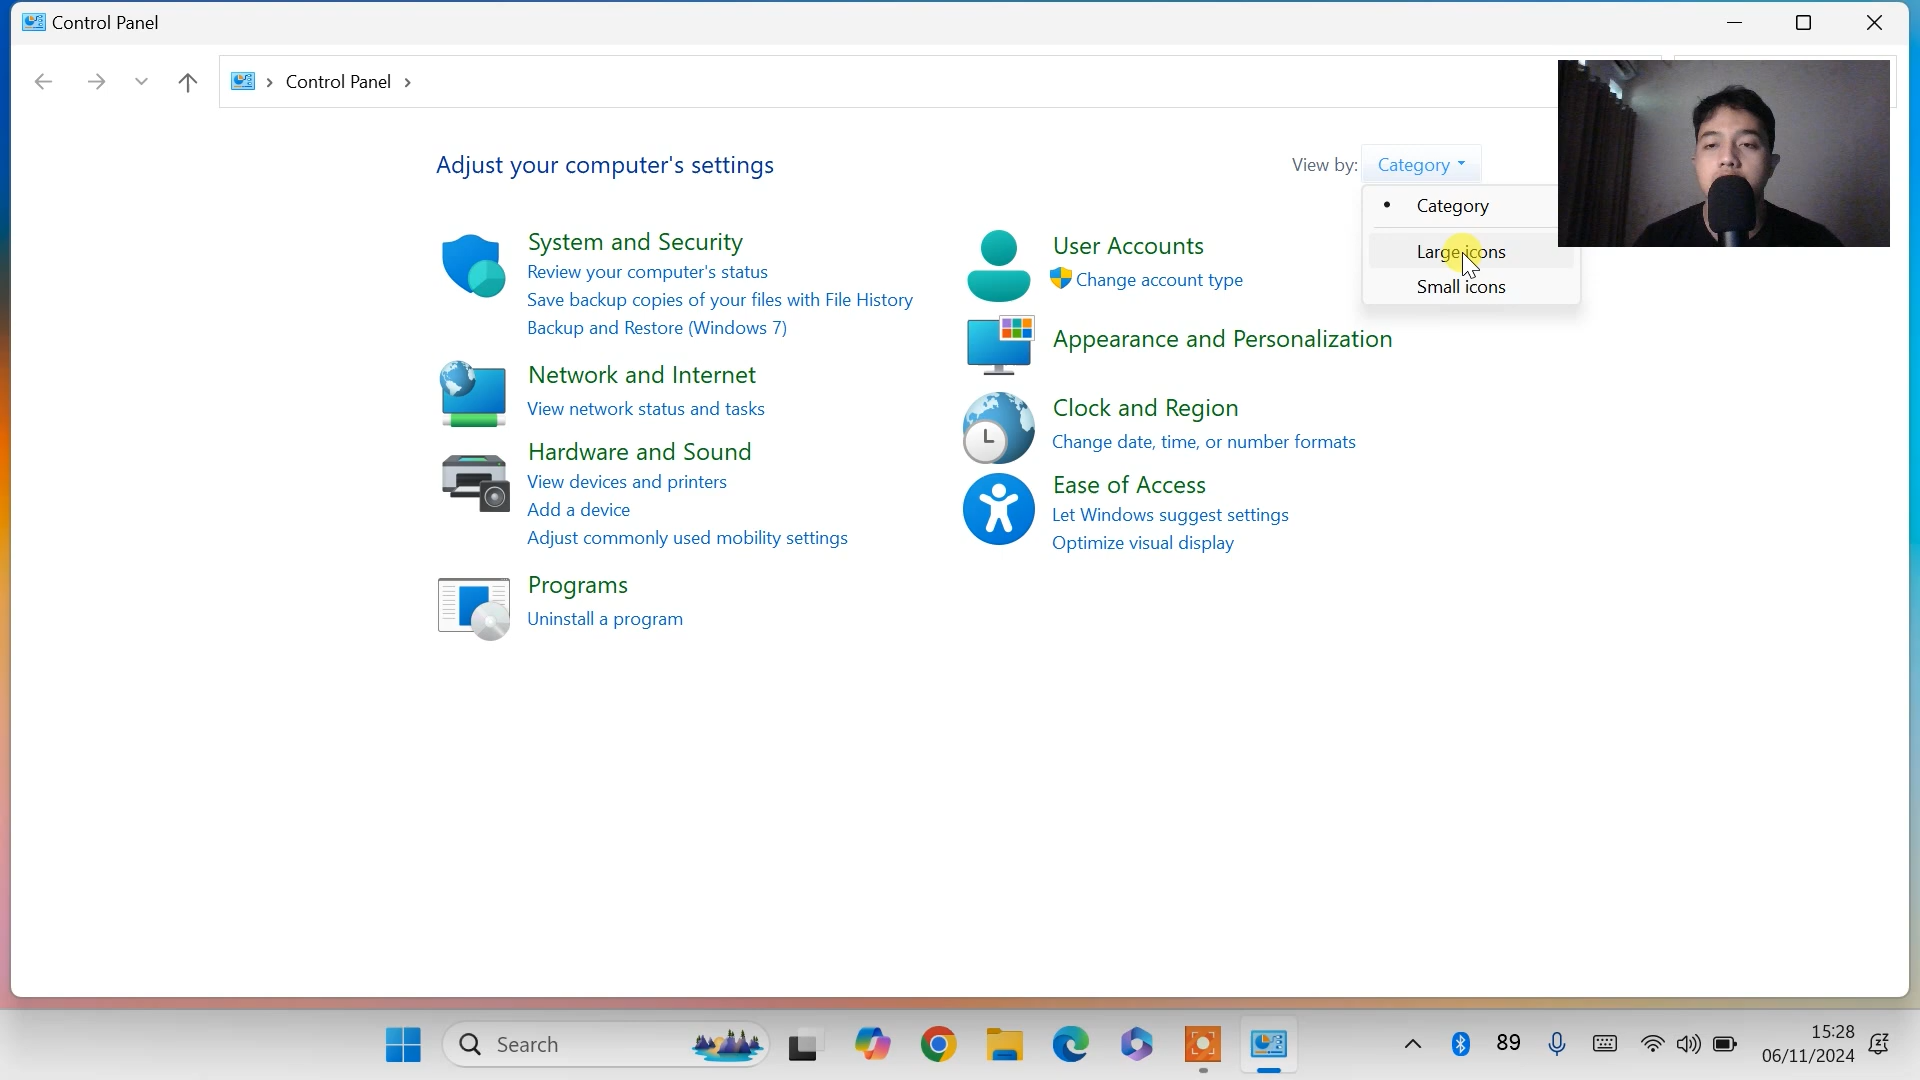 Control Panel
Control Panel
Adjust your computer's settings
View by: Category
Category
Large icons
Small icons
System and Security
Review your computer's status
Save backup copies of your files with File History
Backup and Restore (Windows 7)
Network and Internet
View network status and tasks
Hardware and Sound
View devices and printers
Add a device
Adjust commonly used mobility settings
Programs
Uninstall a program
User Accounts
Change account type
Appearance and Personalization
Clock and Region
Change date, time, or number formats
Ease of Access
Let Windows suggest settings
Optimize visual display
Search
89
15:28
06/11/2024